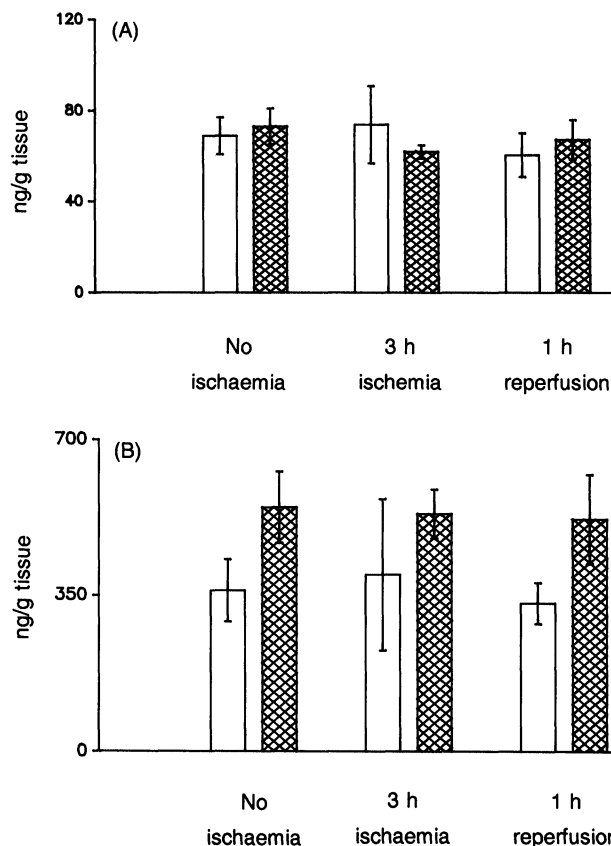 (A)
120
80
40
0
ng/g tissue
No
ischaemia
3 h
ischemia
1 h
reperfusion
(B)
700
350
0
ng/g tissue
No
ischaemia
3 h
ischaemia
1 h
reperfusion